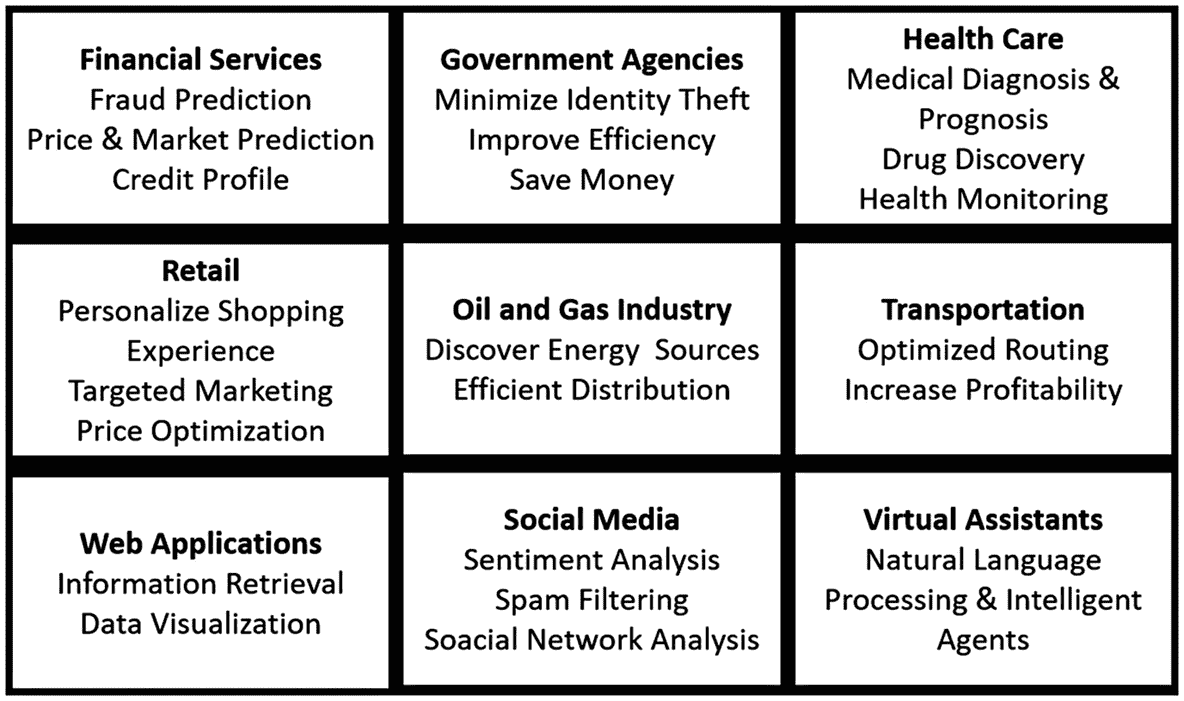 Financial Services
Fraud Prediction
Price & Market Prediction
Credit Profile
Government Agencies
Minimize Identity Theft
Improve Efficiency
Save Money
Health Care
Medical Diagnosis &
Prognosis
Drug Discovery
Health Monitoring
Retail
Personalize Shopping
Experience
Targeted Marketing
Price Optimization
Oil and Gas Industry
Discover Energy  Sources
Efficient Distribution
Transportation
Optimized Routing
Increase Profitability
Web Applications
Information Retrieval
Data Visualization
Social Media
Sentiment Analysis
Spam Filtering
Soacial Network Analysis
Virtual Assistants
Natural Language
Processing & Intelligent
Agents